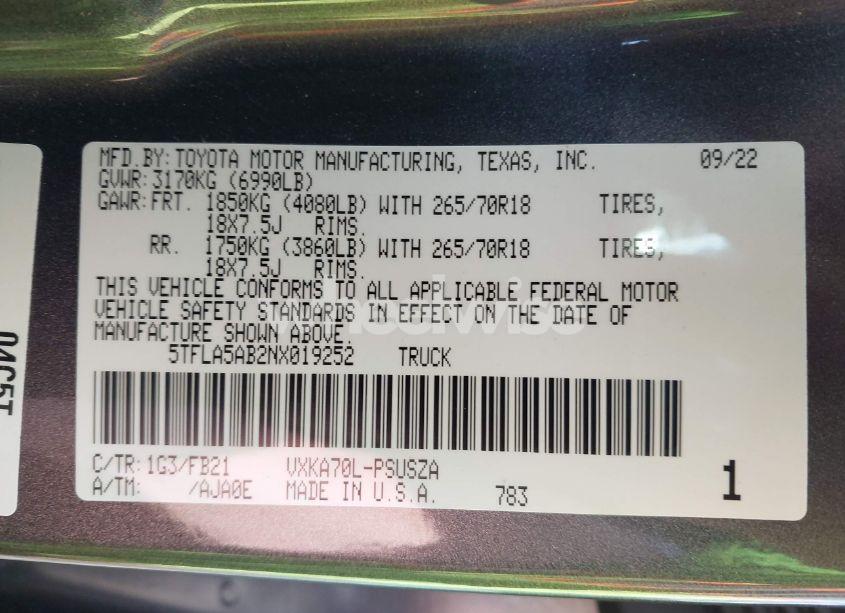 MFD.BY: TOYOTA MOTOR MANUFACTURING, TEXAS, INC. 09/22
GVWR: 3170KG (6990LB)
GAWR: FRT. 1850KG (4080LB) WITH 265/70R18 TIRES,
18X7.5J RIMS.
RR. 1750KG (3860LB) WITH 265/70R18 TIRES,
18X7.5J RIMS.
THIS VEHICLE CONFORMS TO ALL APPLICABLE FEDERAL MOTOR
VEHICLE SAFETY STANDARDS IN EFFECT ON THE DATE OF
MANUFACTURE SHOWN ABOVE.
5TFLA5AB2NX019252 TRUCK
C/TR: 1G3/FB21 VXKA70L-PSUSZA
A/TM: /AJA0E MADE IN U.S.A. 783 1
04C5T
wheelwise